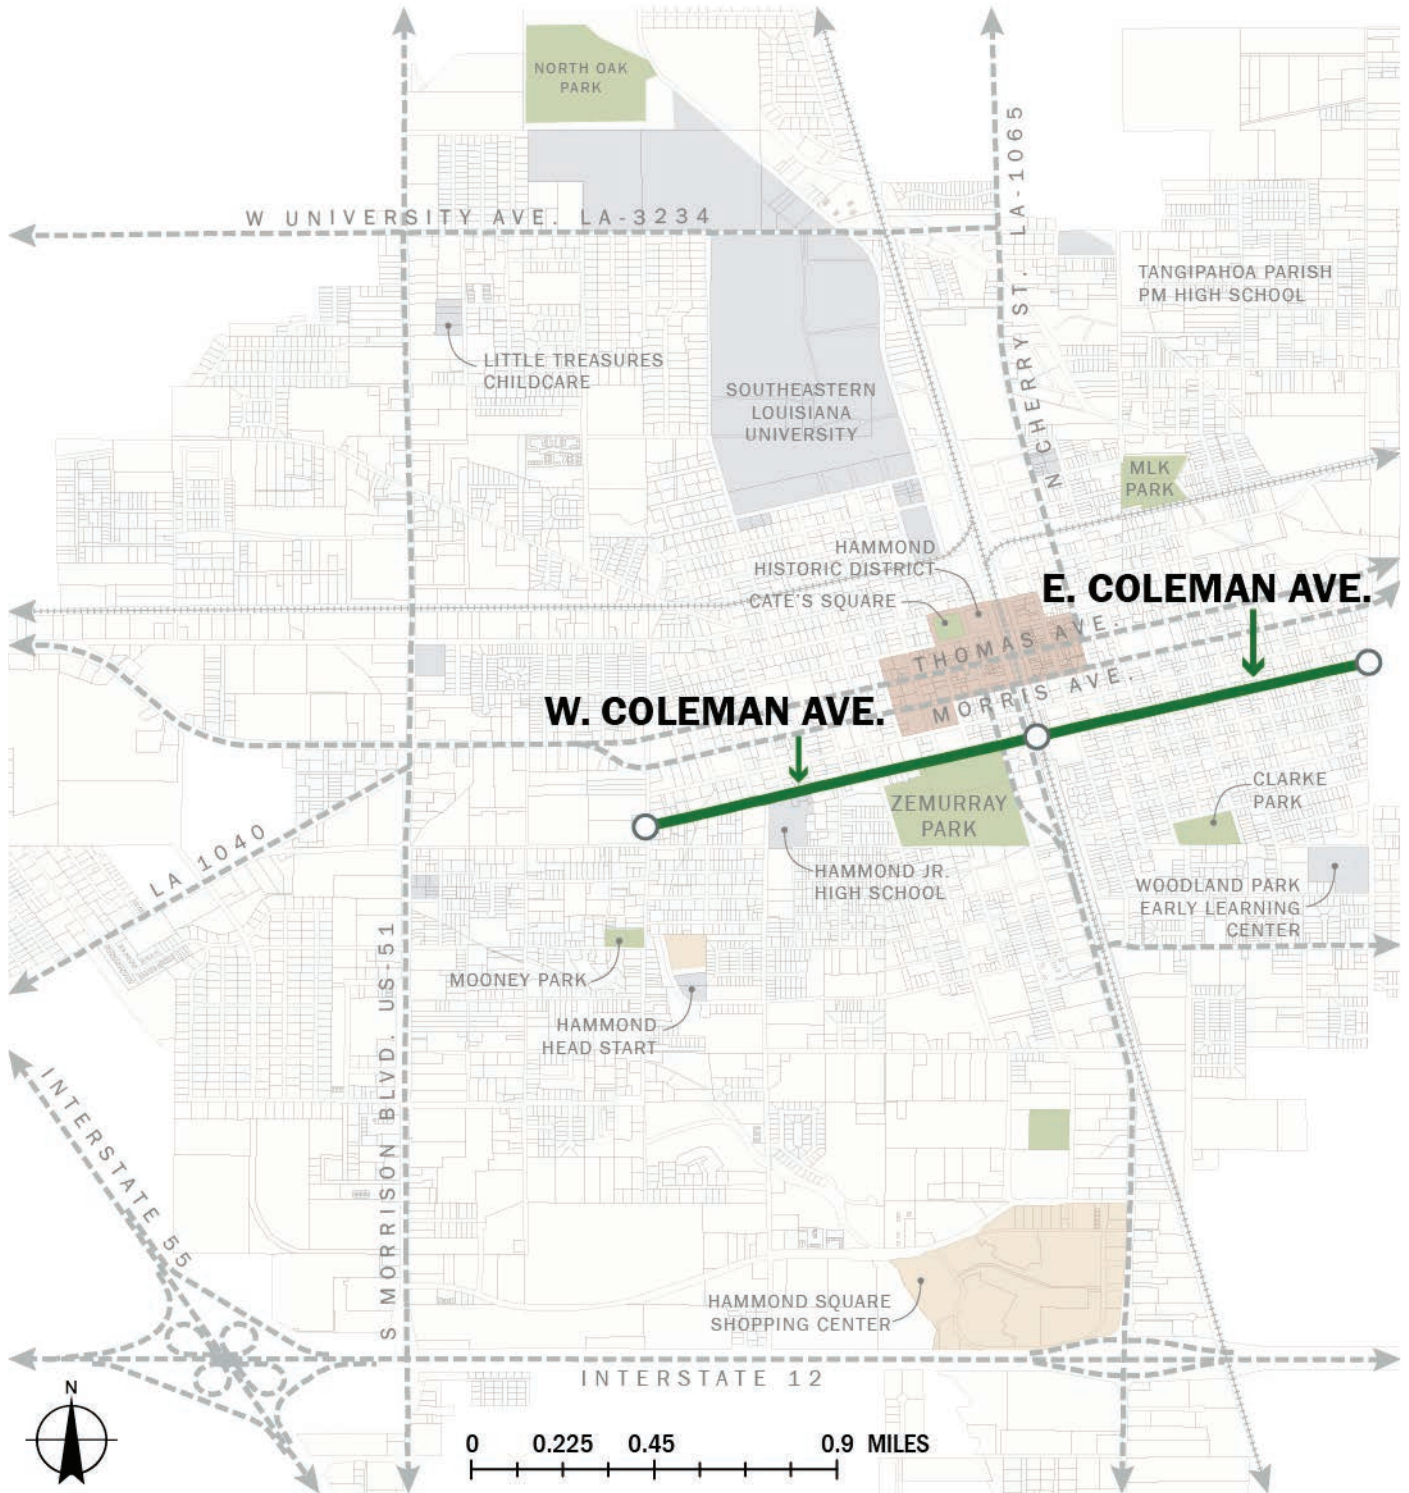 NORTH OAK
PARK
W UNIVERSITY AVE. LA-3234
N CHERRY ST. LA-1065
TANGIPAHOA PARISH
PM HIGH SCHOOL
LITTLE TREASURES
CHILDCARE
SOUTHEASTERN
LOUISIANA
UNIVERSITY
MLK
PARK
HAMMOND
HISTORIC DISTRICT
CATE'S SQUARE
E. COLEMAN AVE.
THOMAS AVE.
MORRIS AVE.
W. COLEMAN AVE.
ZEMURRAY
PARK
CLARKE
PARK
LA 1040
HAMMOND JR.
HIGH SCHOOL
WOODLAND PARK
EARLY LEARNING
CENTER
MOONEY PARK
HAMMOND
HEAD START
S MORRISON BLVD. US-51
INTERSTATE 55
HAMMOND SQUARE
SHOPPING CENTER
INTERSTATE 12
N
0 0.225 0.45 0.9 MILES